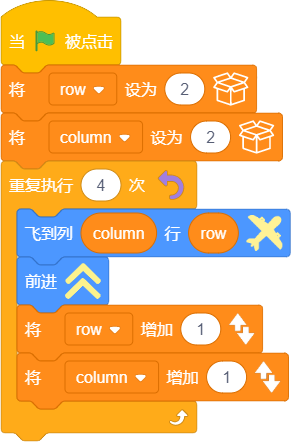 当 被点击
将 row 设为 2
将 column 设为 2
重复执行 4 次
飞到列 column 行 row
前进
将 row 增加 1
将 column 增加 1